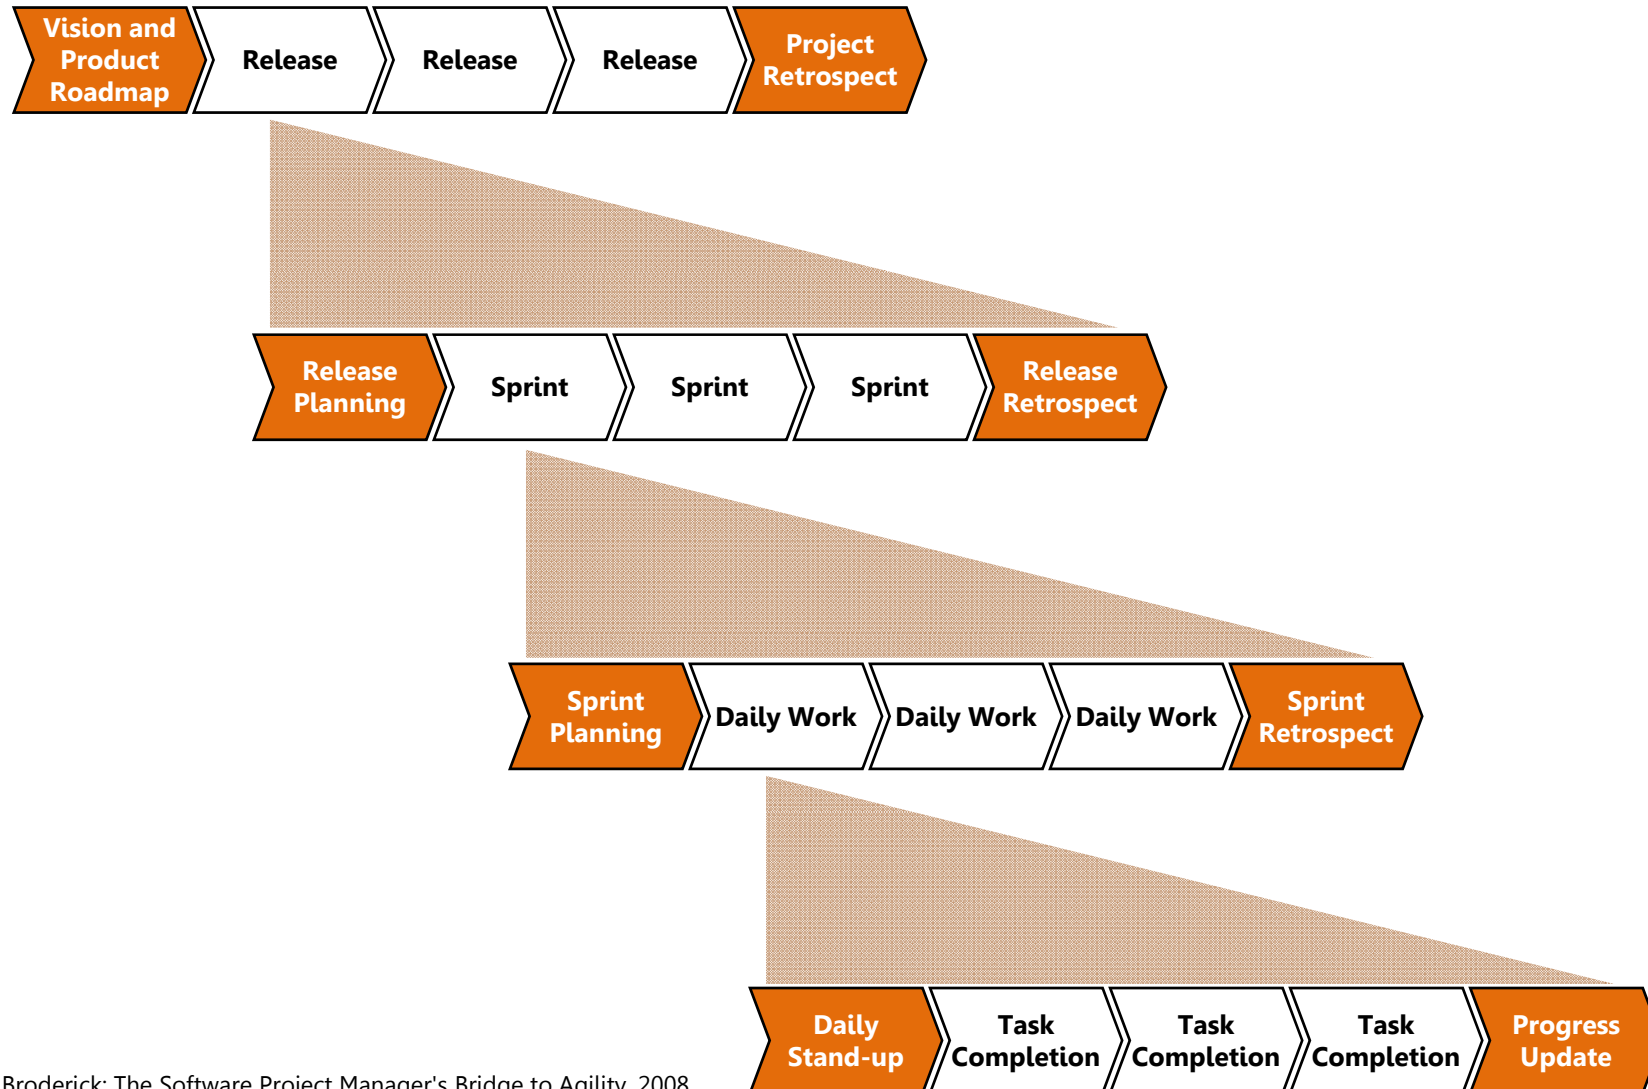 Vision and
Product
Roadmap
Release
Release
Release
Project
Retrospect
Release
Planning
Sprint
Sprint
Sprint
Release
Retrospect
Sprint
Planning
Daily Work
Daily Work
Daily Work
Sprint
Retrospect
Daily
Stand-up
Task
Completion
Task
Completion
Task
Completion
Progress
Update
Broderick: The Software Project Manager's Bridge to Agility, 2008